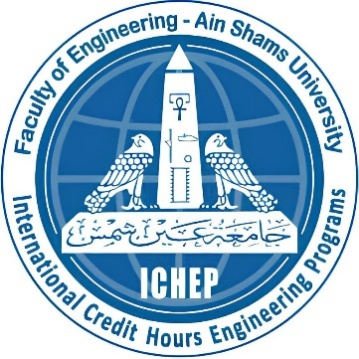 Faculty of Engineering - Ain Shams University
جامعة عين شمس
ICHEP
International Credit Hours Engineering Programs